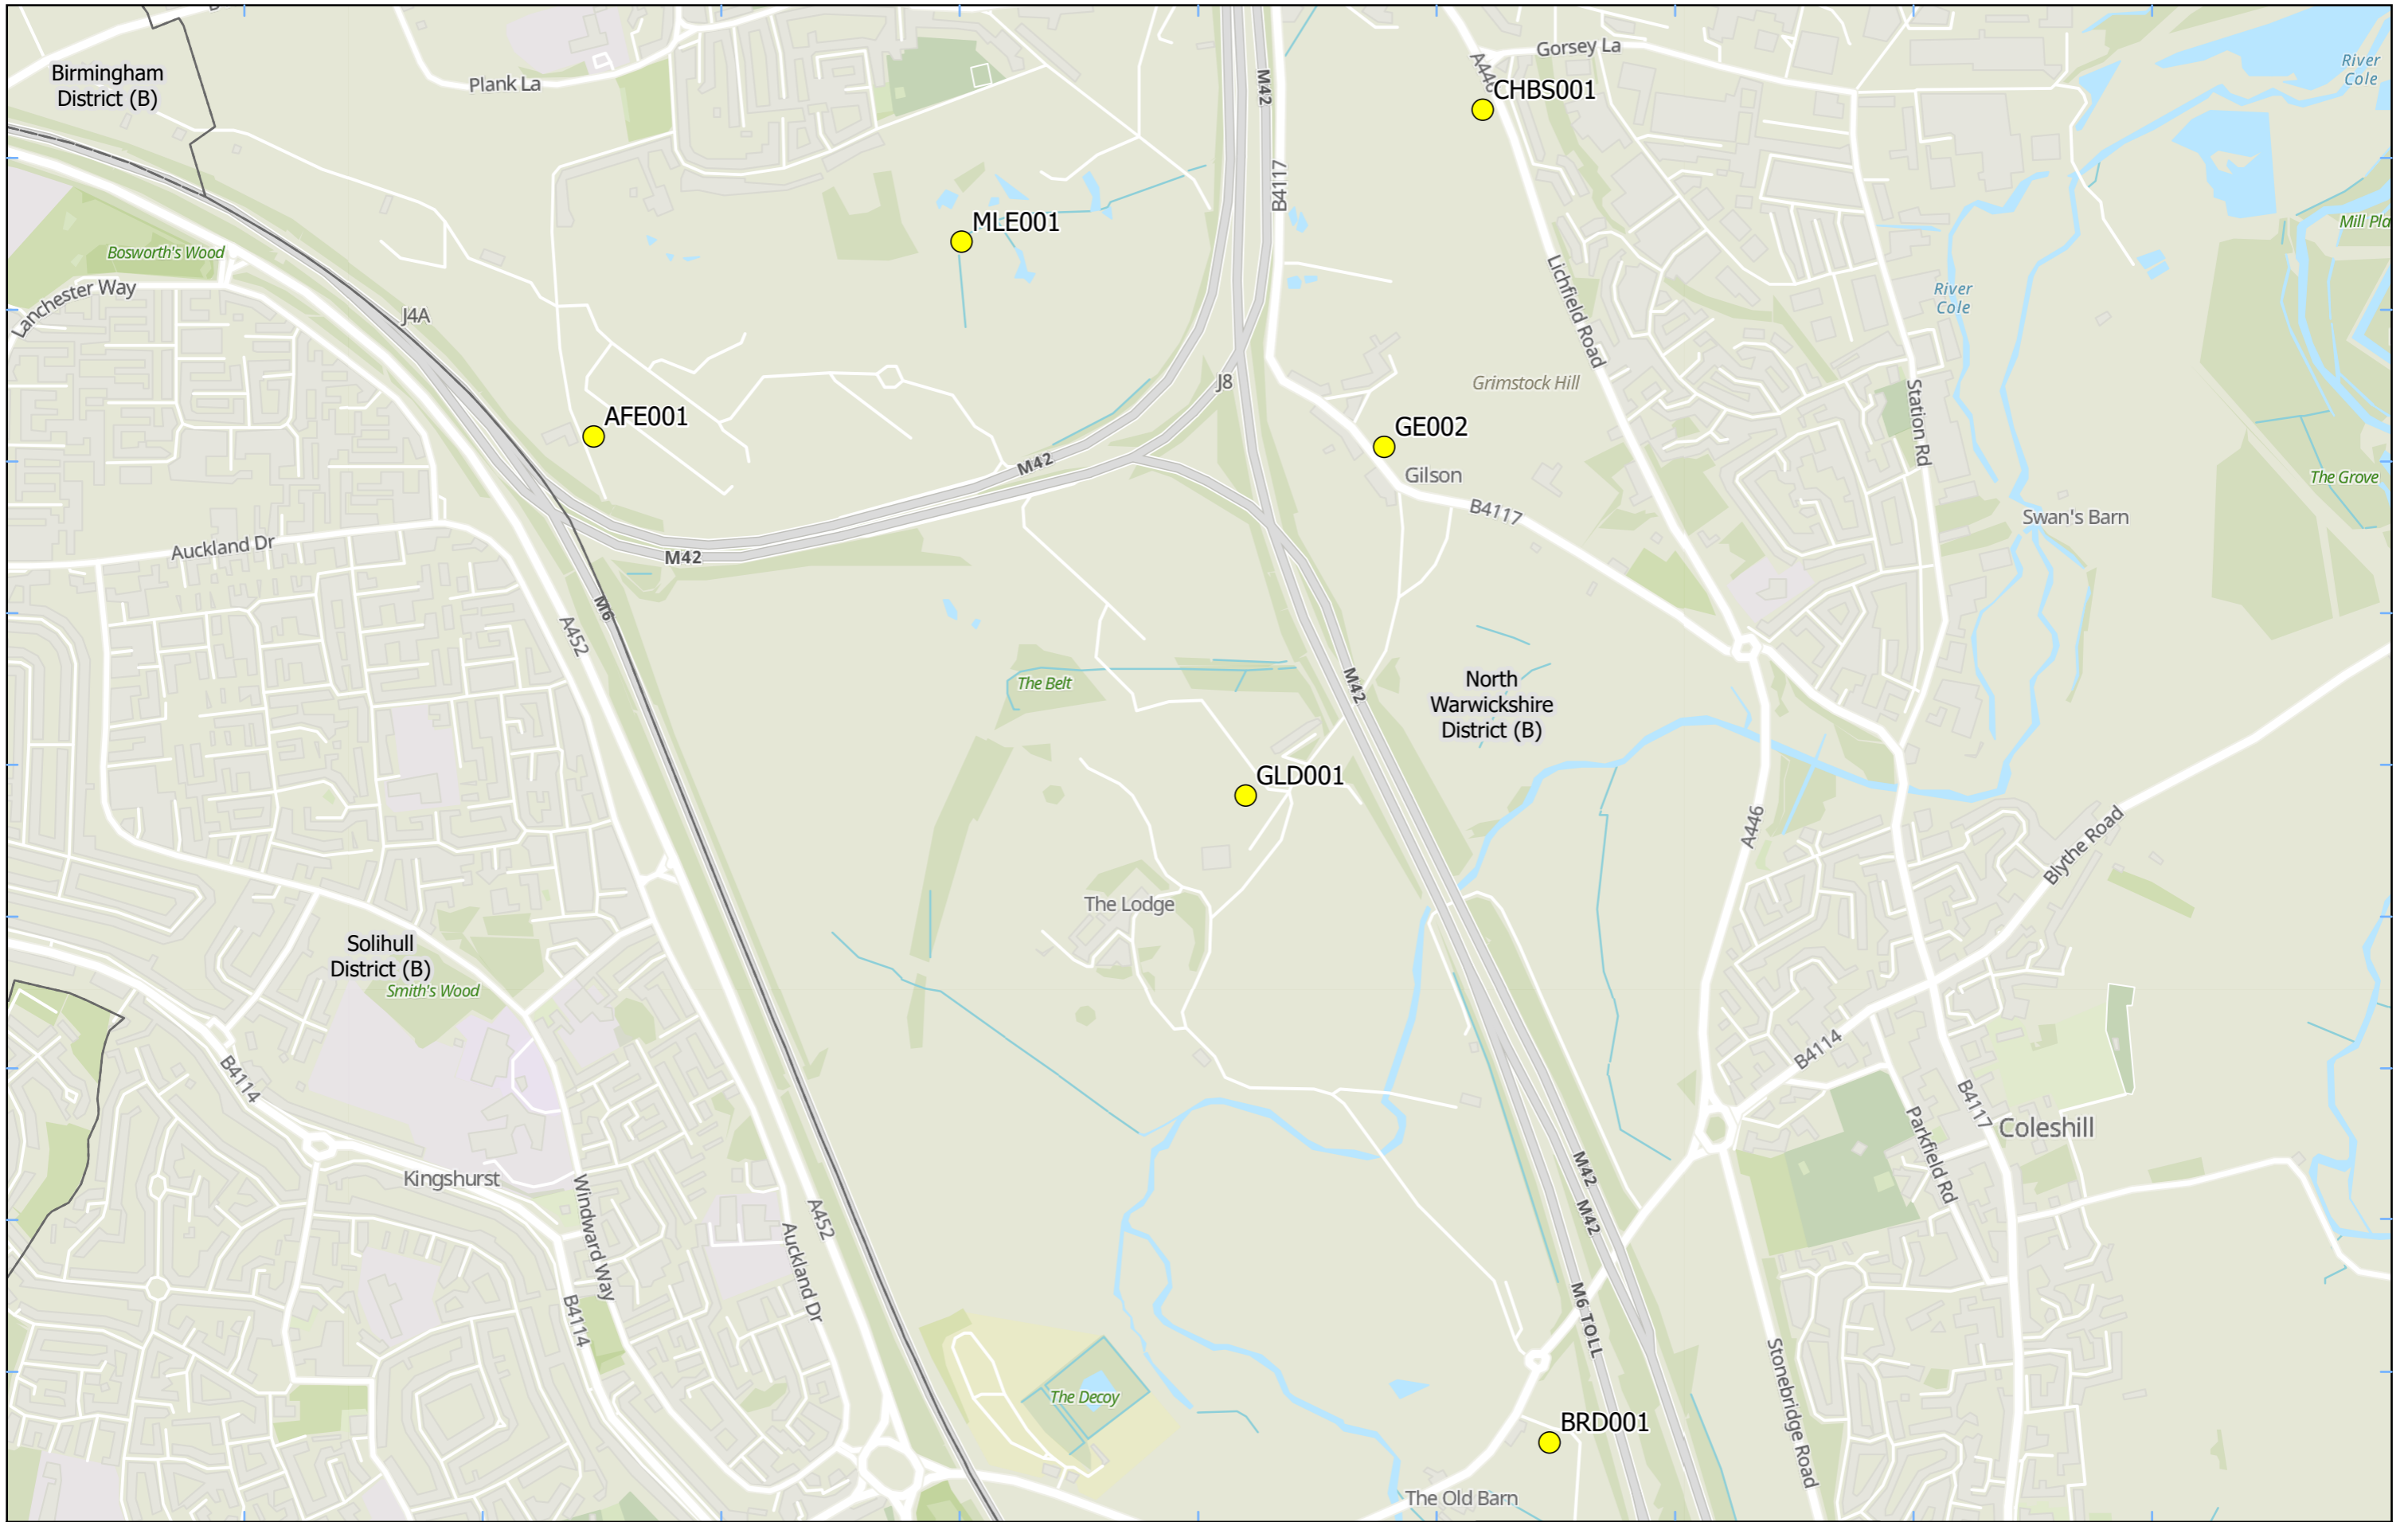 Birmingham
District (B)
Plank La
M42
A446
Gorsey La
CHBS001
River
Cole
B4117
MLE001
Mill Pla
Bosworth's Wood
Lanchester Way
J4A
Lichfield Road
River
Cole
J8
Grimstock Hill
Station Rd
AFE001
GE002
M42
Gilson
The Grove
B4117
Swan's Barn
Auckland Dr
M42
M6
A452
The Belt
M42
North
Warwickshire
District (B)
GLD001
A446
Blythe Road
The Lodge
Solihull
District (B)
Smith's Wood
B4114
B4114
B4117
Coleshill
Parkfield Rd
Kingshurst
Windward Way
A452
Auckland Dr
M42
M42
B4114
M6 TOLL
Stonebridge Road
The Decoy
BRD001
The Old Barn